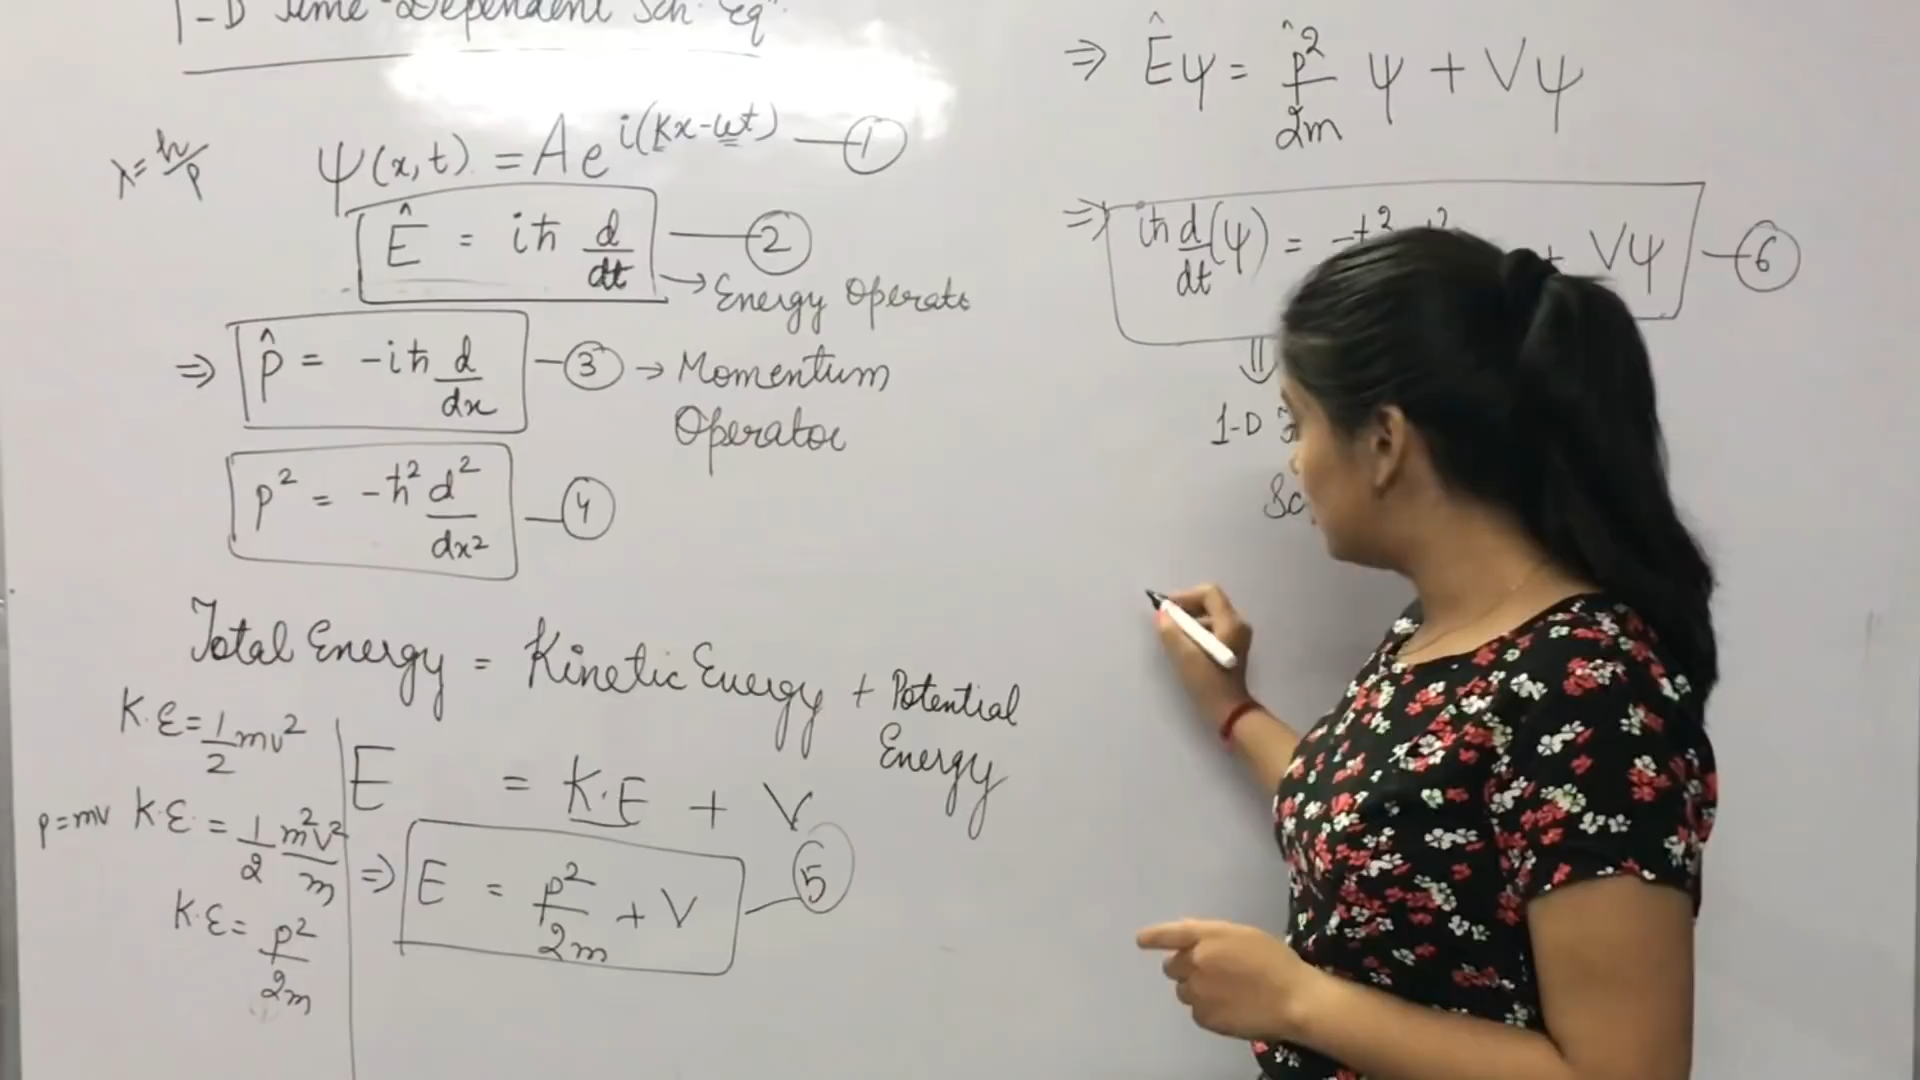 1-D Time-Dependent Sch. Eqⁿ
λ = h/p
ψ(x,t) = A e^{i(kx-ωt)} — ①
Ê = iħ d/dt — ②
→ Energy Operato
⇒ p̂ = -iħ d/dx — ③ → Momentum
Operator
p² = -ħ² d²/dx² — ④
Total Energy = Kinetic Energy + Potential
Energy
K.E = 1/2 mv²
E = K.E + V
p = mv K.E. = 1/2 m²v²/m
⇒ E = p²/2m + V — ⑤
K.E = p²/2m
⇒ Êψ = p̂²/2m ψ + Vψ
⇒ iħ d/dt (ψ) = -ħ² + Vψ — ⑥
⇓
1-D